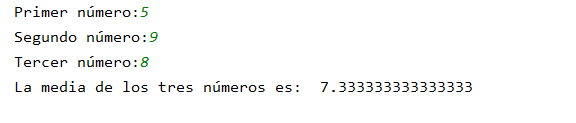 Primer número:5
Segundo número:9
Tercer número:8
La media de los tres números es:  7.333333333333333